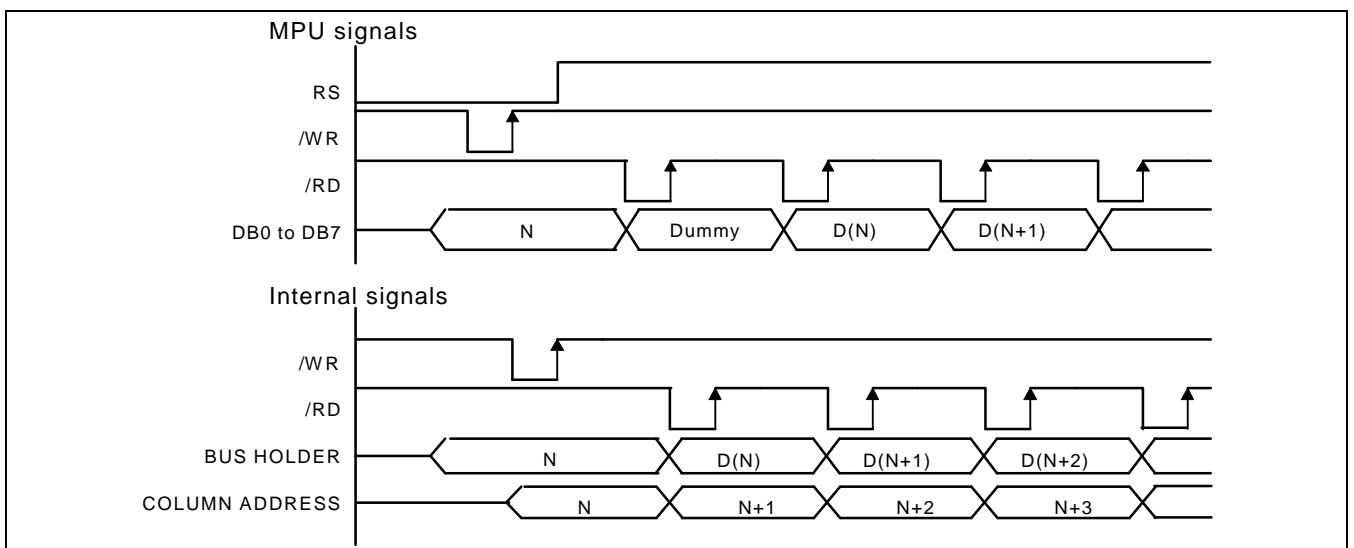 MPU signals
RS
/WR
/RD
DB0 to DB7 N Dummy D(N) D(N+1)
Internal signals
/WR
/RD
BUS HOLDER N D(N) D(N+1) D(N+2)
COLUMN ADDRESS N N+1 N+2 N+3